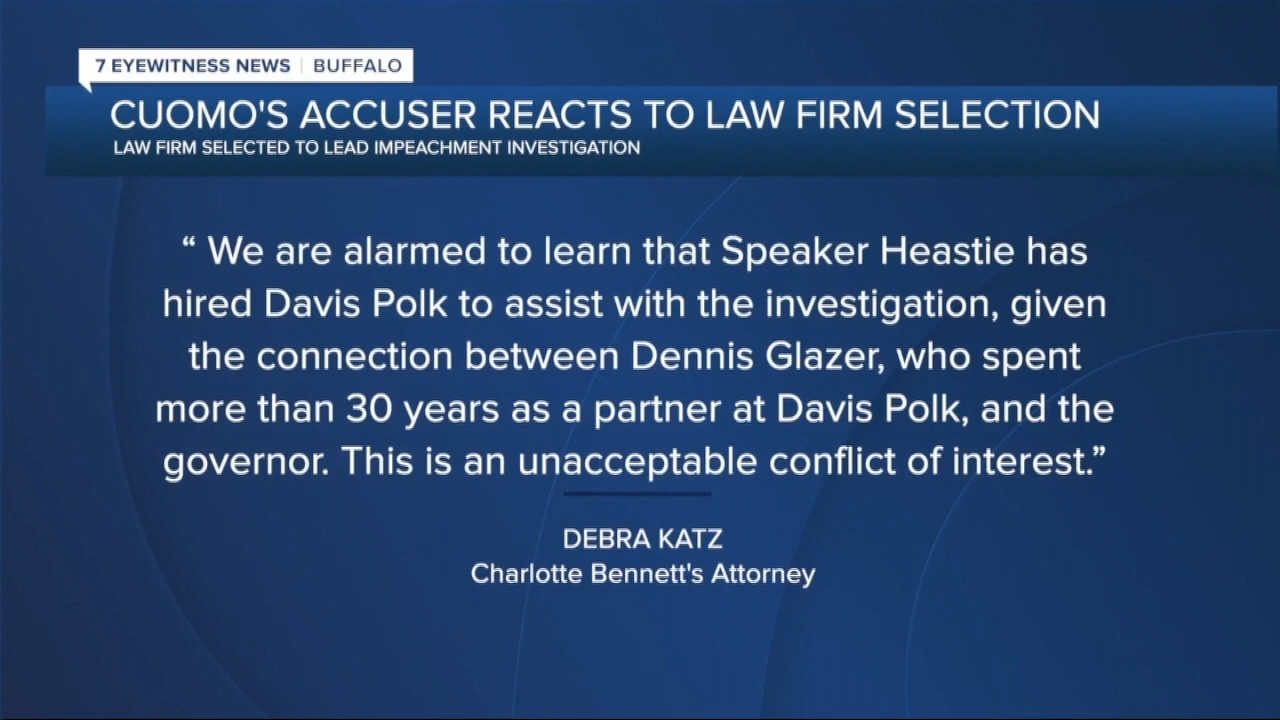 7 EYEWITNESS NEWS | BUFFALO
CUOMO'S ACCUSER REACTS TO LAW FIRM SELECTION
LAW FIRM SELECTED TO LEAD IMPEACHMENT INVESTIGATION
“ We are alarmed to learn that Speaker Heastie has
hired Davis Polk to assist with the investigation, given
the connection between Dennis Glazer, who spent
more than 30 years as a partner at Davis Polk, and the
governor. This is an unacceptable conflict of interest.”
DEBRA KATZ
Charlotte Bennett's Attorney